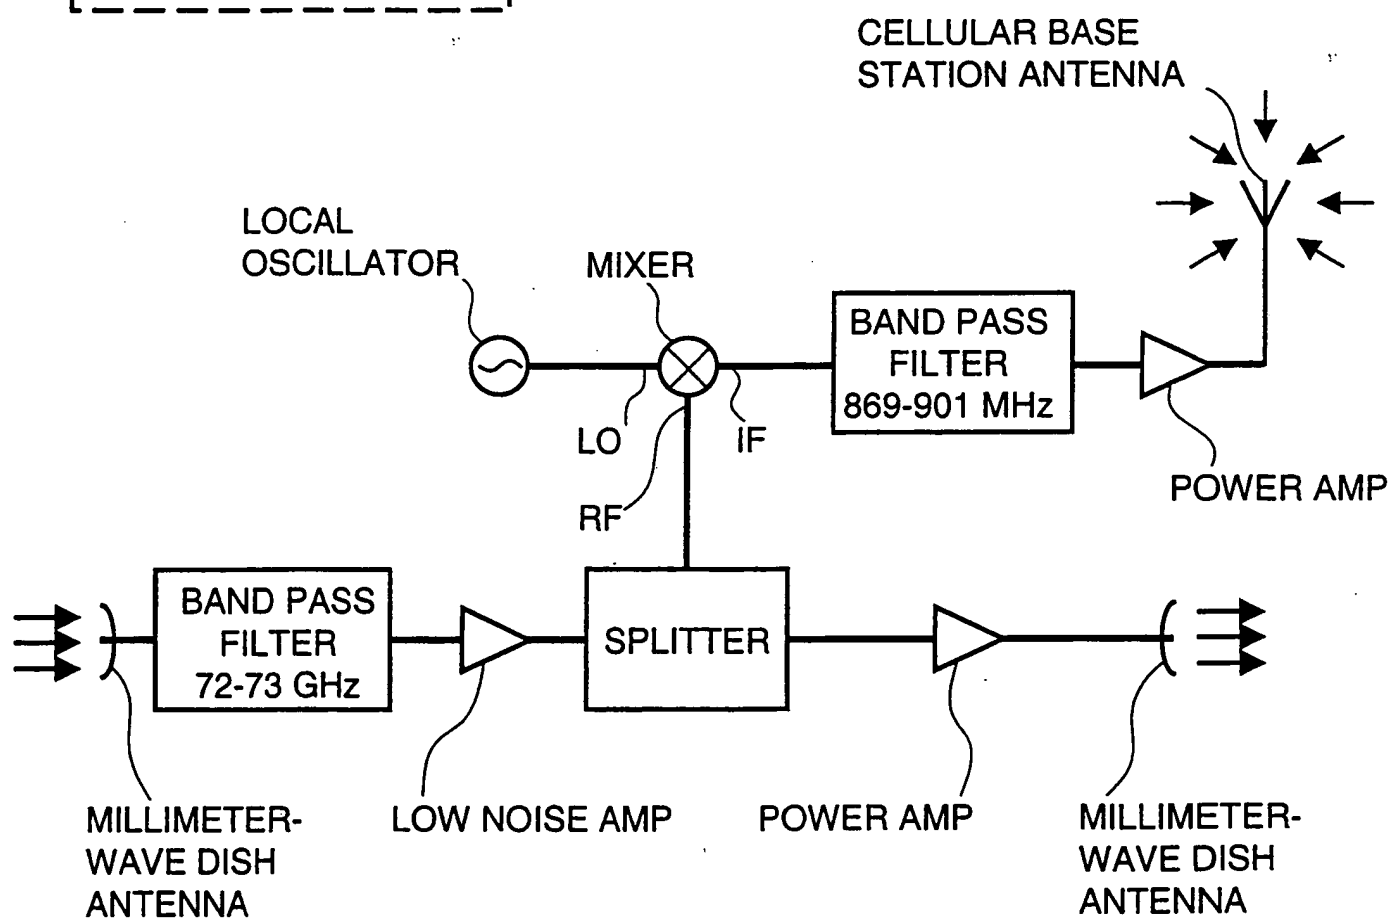 CELLULAR BASE
STATION ANTENNA
LOCAL
OSCILLATOR
MIXER
BAND PASS
FILTER
869-901 MHz
LO
IF
RF
POWER AMP
BAND PASS
FILTER
72-73 GHz
SPLITTER
MILLIMETER-
WAVE DISH
ANTENNA
LOW NOISE AMP
POWER AMP
MILLIMETER-
WAVE DISH
ANTENNA